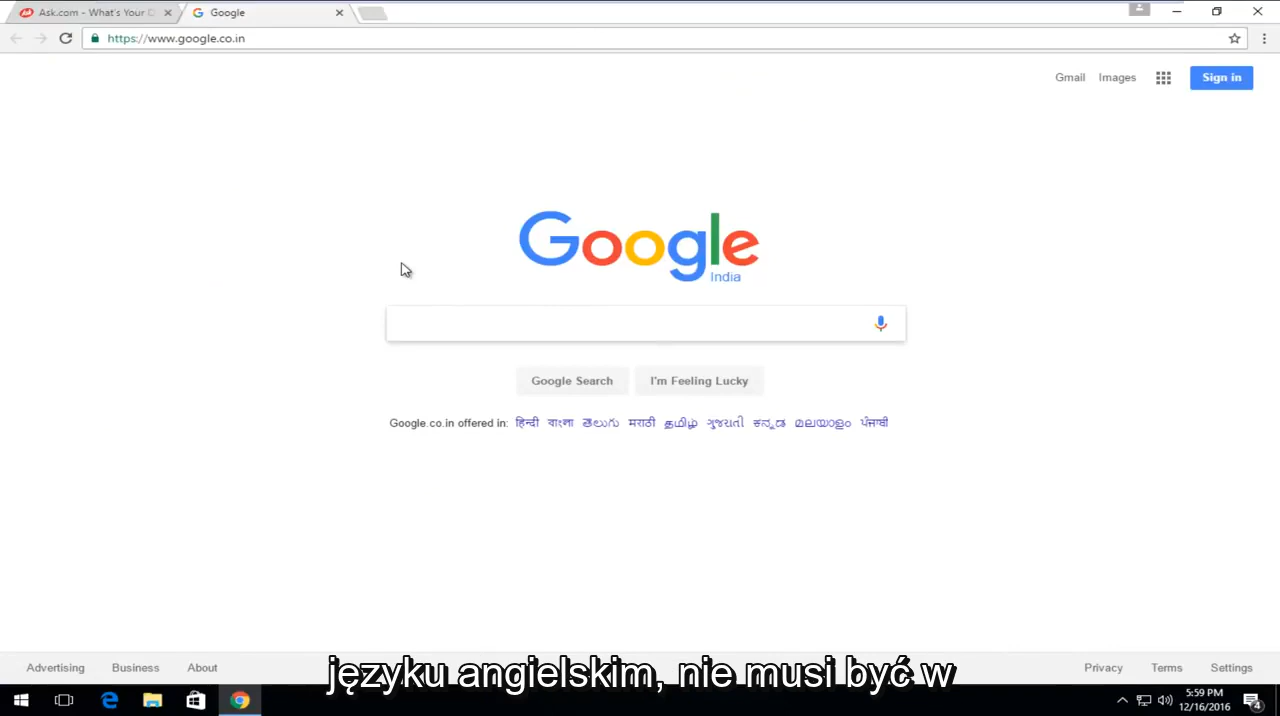 Ask.com - What's Your
Google
https://www.google.co.in
Gmail Images Sign in
Google
India
Google Search I'm Feeling Lucky
Google.co.in offered in: हिन्दी বাংলা తెలుగు मराठी தமிழ் ગુજરાતી ಕನ್ನಡ മലയാളം ਪੰਜਾਬੀ
Advertising Business About Privacy Terms Settings
języku angielskim, nie musi być w
5:59 PM
12/16/2016
4